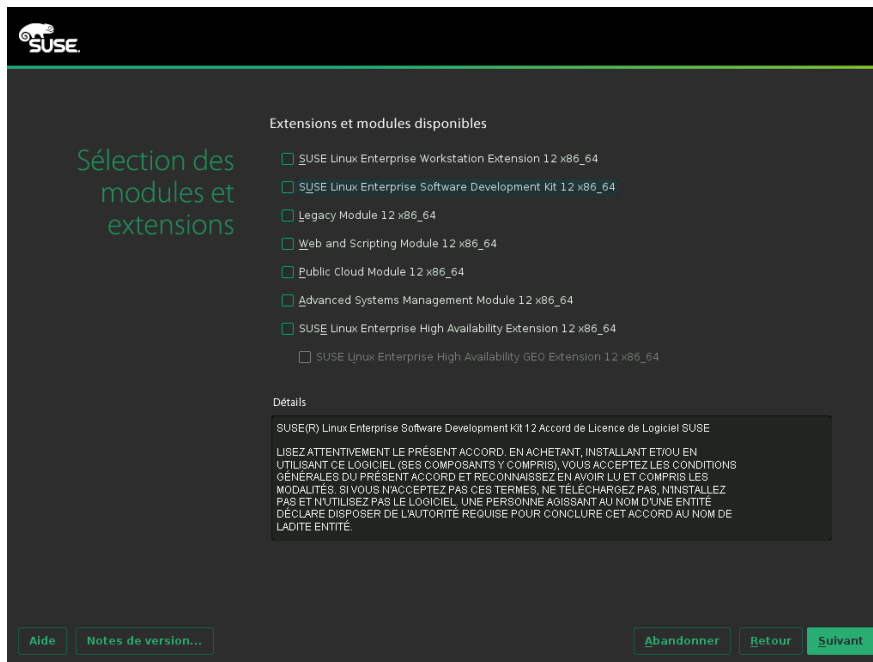 SUSE.
Sélection des
modules et
extensions
Extensions et modules disponibles
SUSE Linux Enterprise Workstation Extension 12 x86_64
SUSE Linux Enterprise Software Development Kit 12 x86_64
Legacy Module 12 x86_64
Web and Scripting Module 12 x86_64
Public Cloud Module 12 x86_64
Advanced Systems Management Module 12 x86_64
SUSE Linux Enterprise High Availability Extension 12 x86_64
SUSE Linux Enterprise High Availability GEO Extension 12 x86_64
Détails
SUSE(R) Linux Enterprise Software Development Kit 12 Accord de Licence de Logiciel SUSE
LISEZ ATTENTIVEMENT LE PRÉSENT ACCORD. EN ACHETANT, INSTALLANT ET/OU EN
UTILISANT CE LOGICIEL (SES COMPOSANTS Y COMPRIS), VOUS ACCEPTEZ LES CONDITIONS
GÉNÉRALES DU PRÉSENT ACCORD ET RECONNAISSEZ EN AVOIR LU ET COMPRIS LES
MODALITÉS. SI VOUS N'ACCEPTEZ PAS CES TERMES, NE TÉLÉCHARGEZ PAS, N'INSTALLEZ
PAS ET N'UTILISEZ PAS LE LOGICIEL. UNE PERSONNE AGISSANT AU NOM D'UNE ENTITÉ
DÉCLARE DISPOSER DE L'AUTORITÉ REQUISE POUR CONCLURE CET ACCORD AU NOM DE
LADITE ENTITÉ.
Aide
Notes de version...
Abandonner
Retour
Suivant